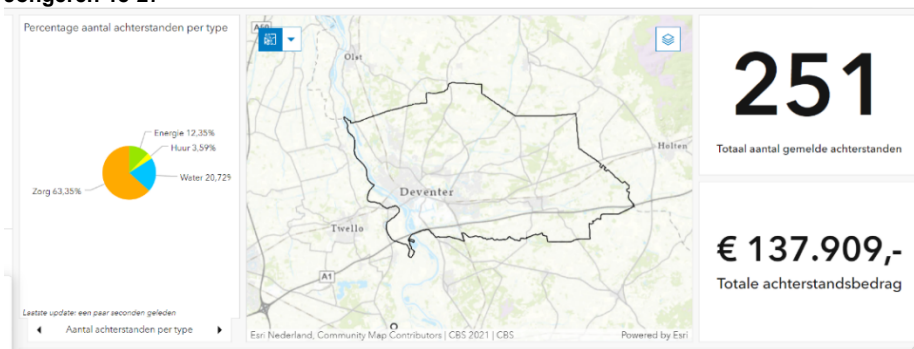 Percentage aantal achterstanden per type
Energie 12,35%
Huur 3,59%
Water 20,729
Zorg 63,35%
Laatste update: een paar seconden geleden
Aantal achterstanden per type
Olst
Holten
Deventer
Twello
A1
Esri Nederland, Community Map Contributors | CBS 2021 | CBS
Powered by Esri
251
Totaal aantal gemelde achterstanden
€ 137.909,-
Totale achterstandsbedrag